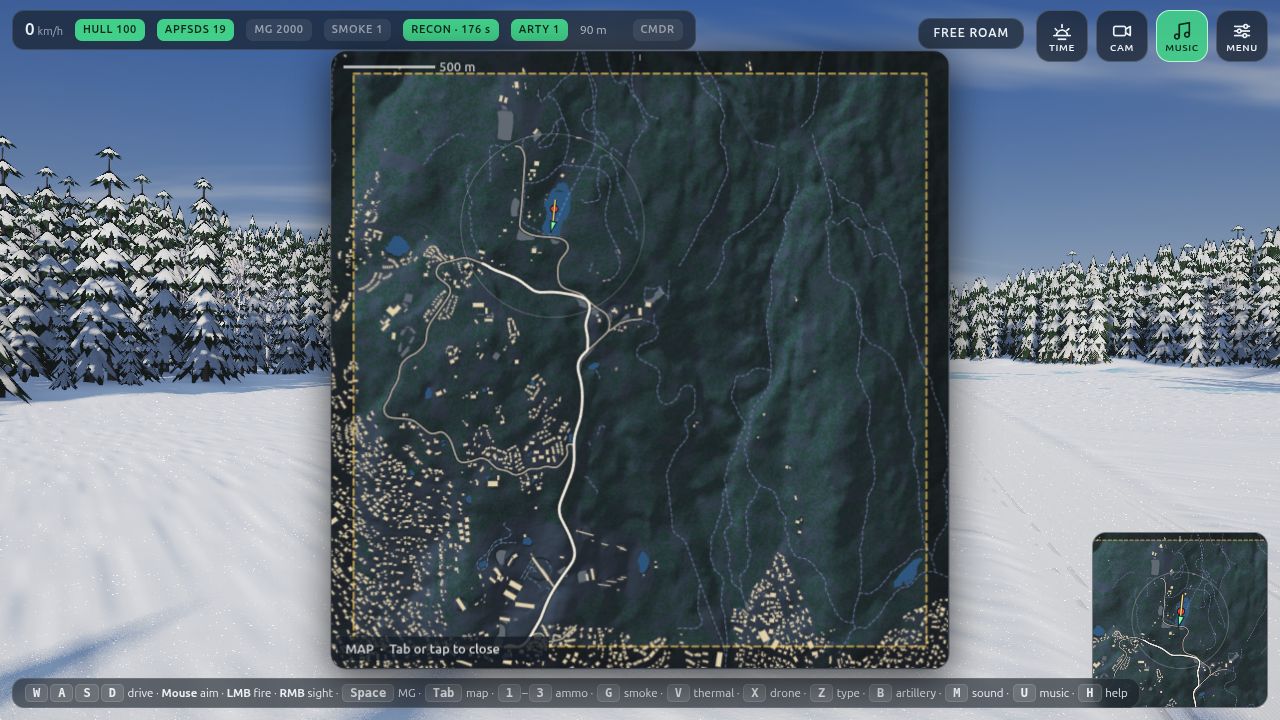 0 km/h HULL 100 APFSDS 19 MG 2000 SMOKE 1 RECON · 176 s ARTY 1 90 m CMDR
FREE ROAM TIME CAM MUSIC MENU
500 m
MAP · Tab or tap to close
W A S D drive · Mouse aim · LMB fire · RMB sight · Space MG · Tab map · 1 – 3 ammo · G smoke · V thermal · X drone · Z type · B artillery · M sound · U music · H help